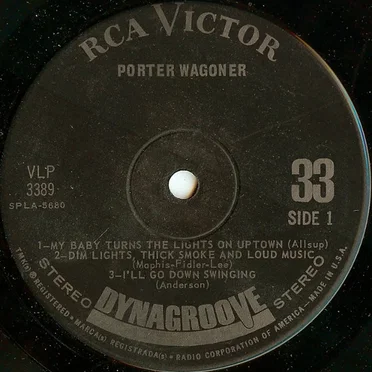 RCA VICTOR
PORTER WAGONER
VLP
3389
SPLA-5680
33
SIDE 1
1—MY BABY TURNS THE LIGHTS ON UPTOWN (Allsup)
2—DIM LIGHTS, THICK SMOKE AND LOUD MUSIC
(Maphis-Fidler-Lee)
3—I'LL GO DOWN SWINGING
(Anderson)
STEREO DYNAGROOVE STEREO
TMK(s) ® REGISTERED • MARCA(s) REGISTRADA(s) • RADIO CORPORATION OF AMERICA—MADE IN U.S.A.